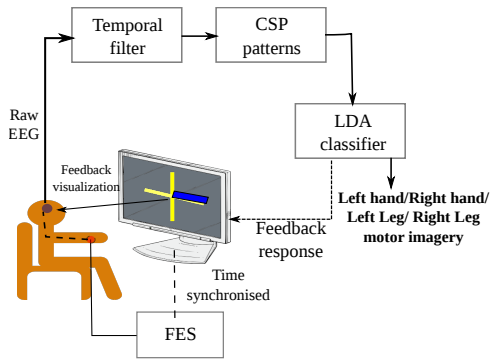 Temporal
filter
CSP
patterns
Raw
EEG
LDA
classifier
Feedback
visualization
Left hand/Right hand/
Left Leg/ Right Leg
motor imagery
Feedback
response
Time
synchronised
FES